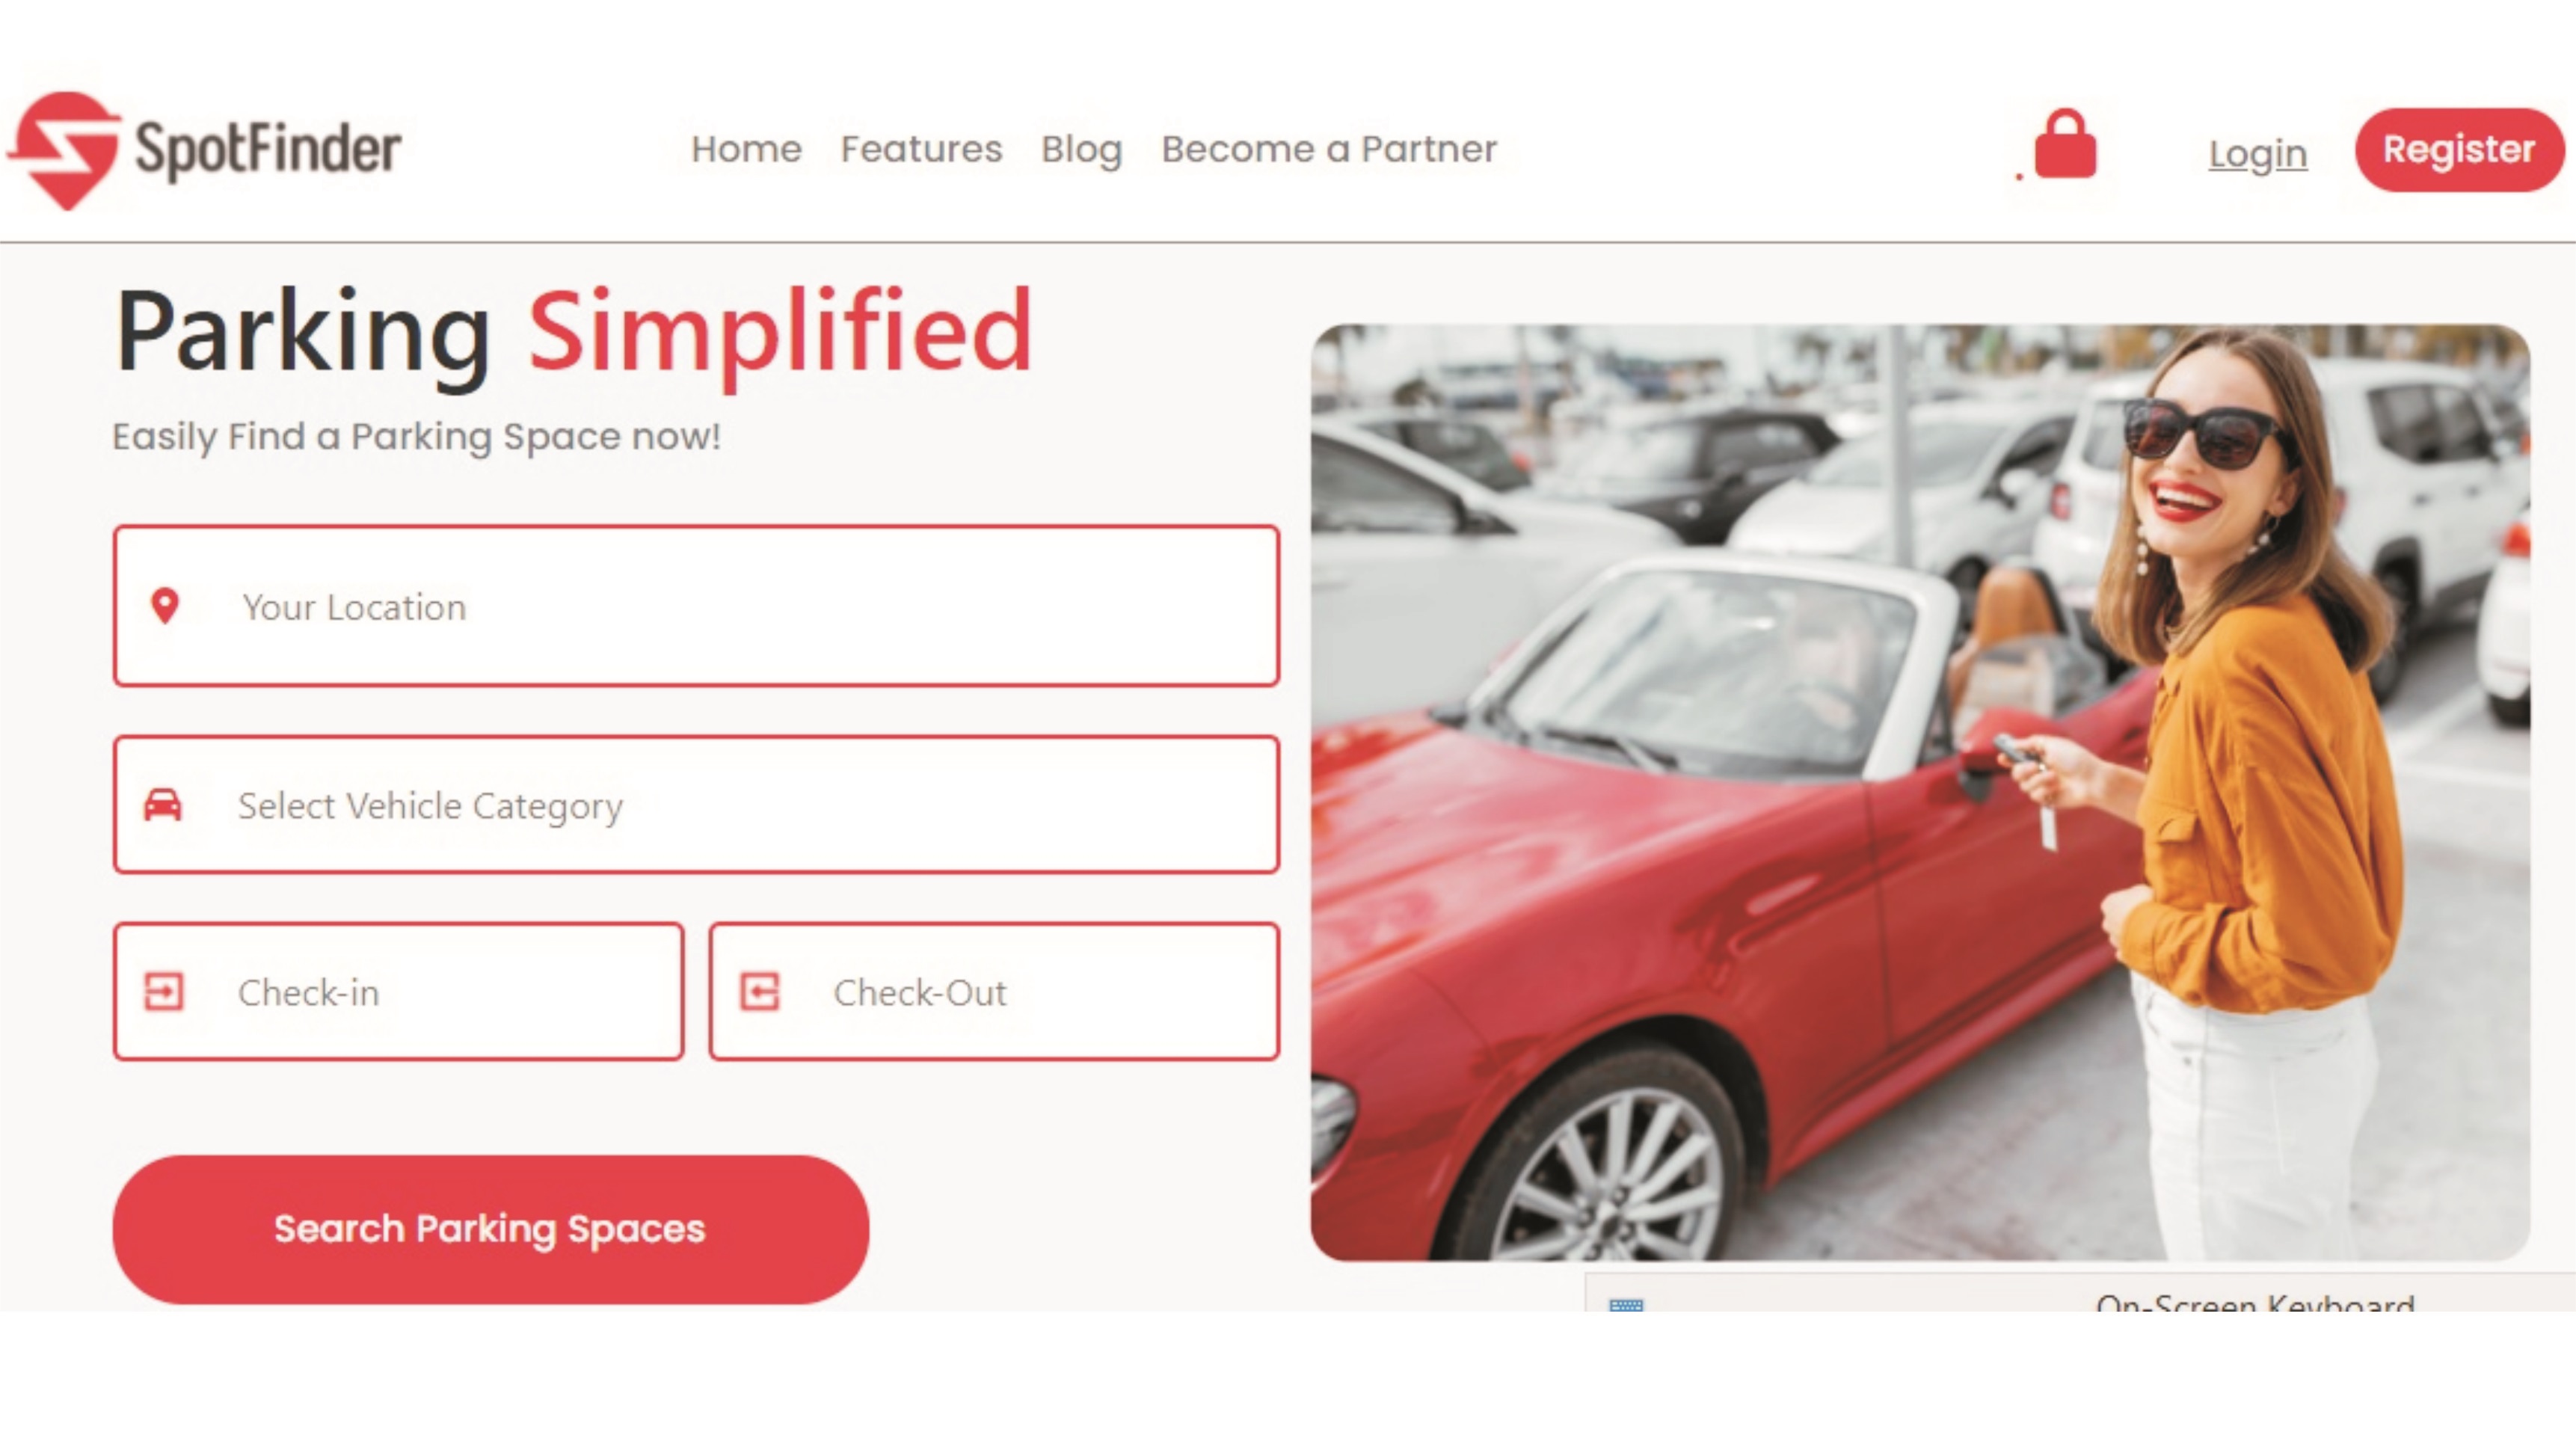 SpotFinder
Home Features Blog Become a Partner
Login Register
Parking Simplified
Easily Find a Parking Space now!
Your Location
Select Vehicle Category
Check-in Check-Out
Search Parking Spaces
On-Screen Keyboard